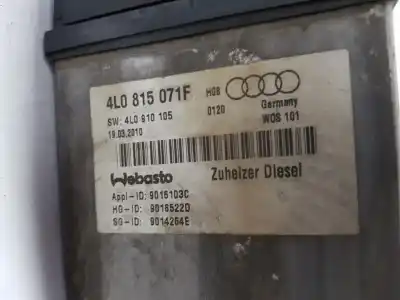 4L0 815 071F H08
SW: 4L0 910 105 0120 Germany
19.03.2010 WOS 101
Webasto Zuheizer Diesel
Appl-ID: 9015103C
HG-ID: 9018522D
SG-ID: 9014264E